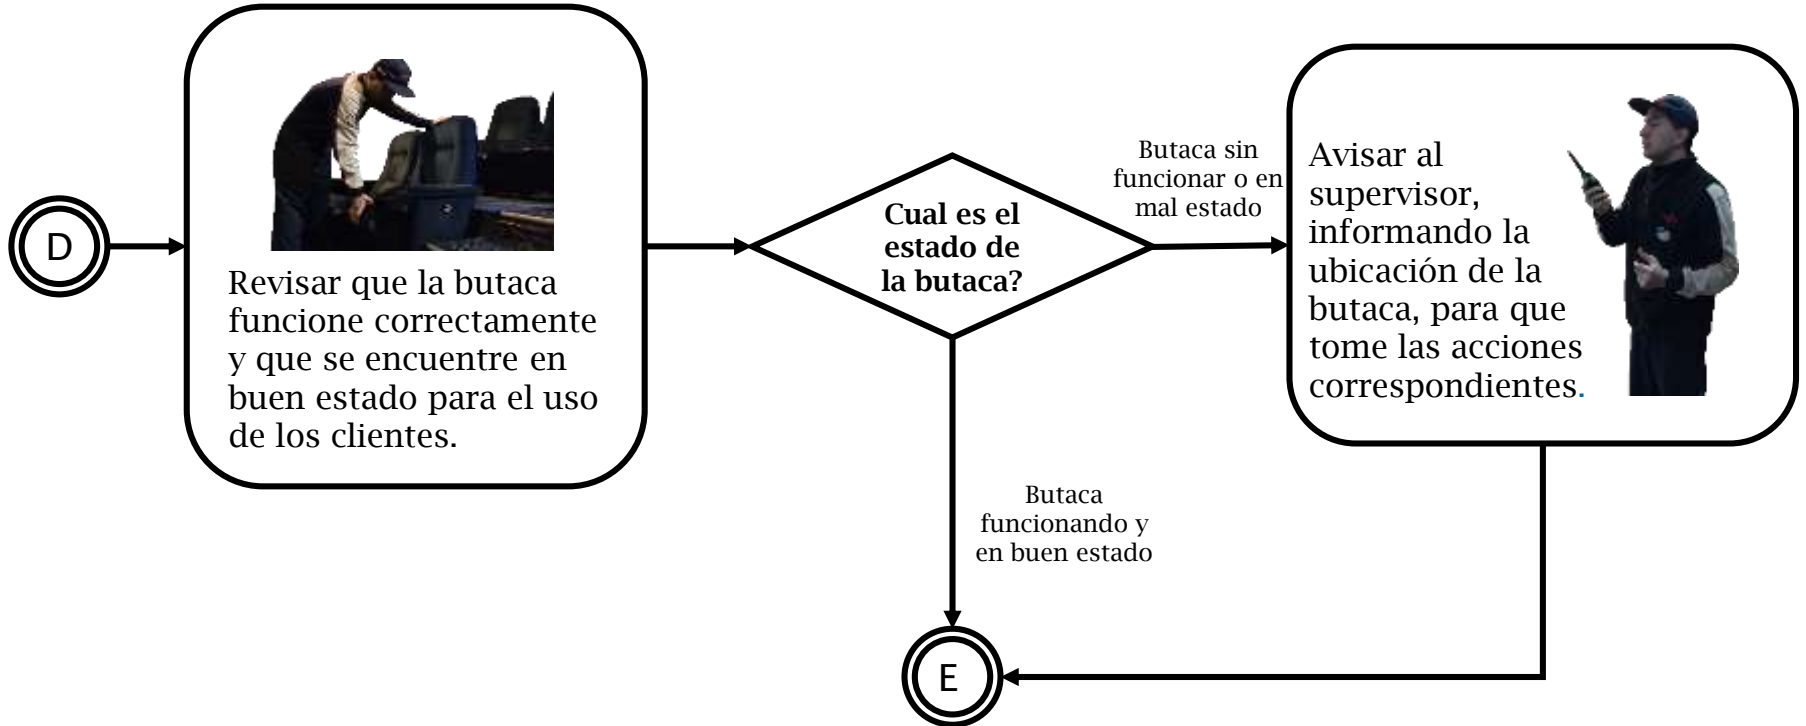 D
Revisar que la butaca
funcione correctamente
y que se encuentre en
buen estado para el uso
de los clientes.
Cual es el
estado de
la butaca?
Butaca sin
funcionar o en
mal estado
Avisar al
supervisor,
informando la
ubicación de la
butaca, para que
tome las acciones
correspondientes.
Butaca
funcionando y
en buen estado
E